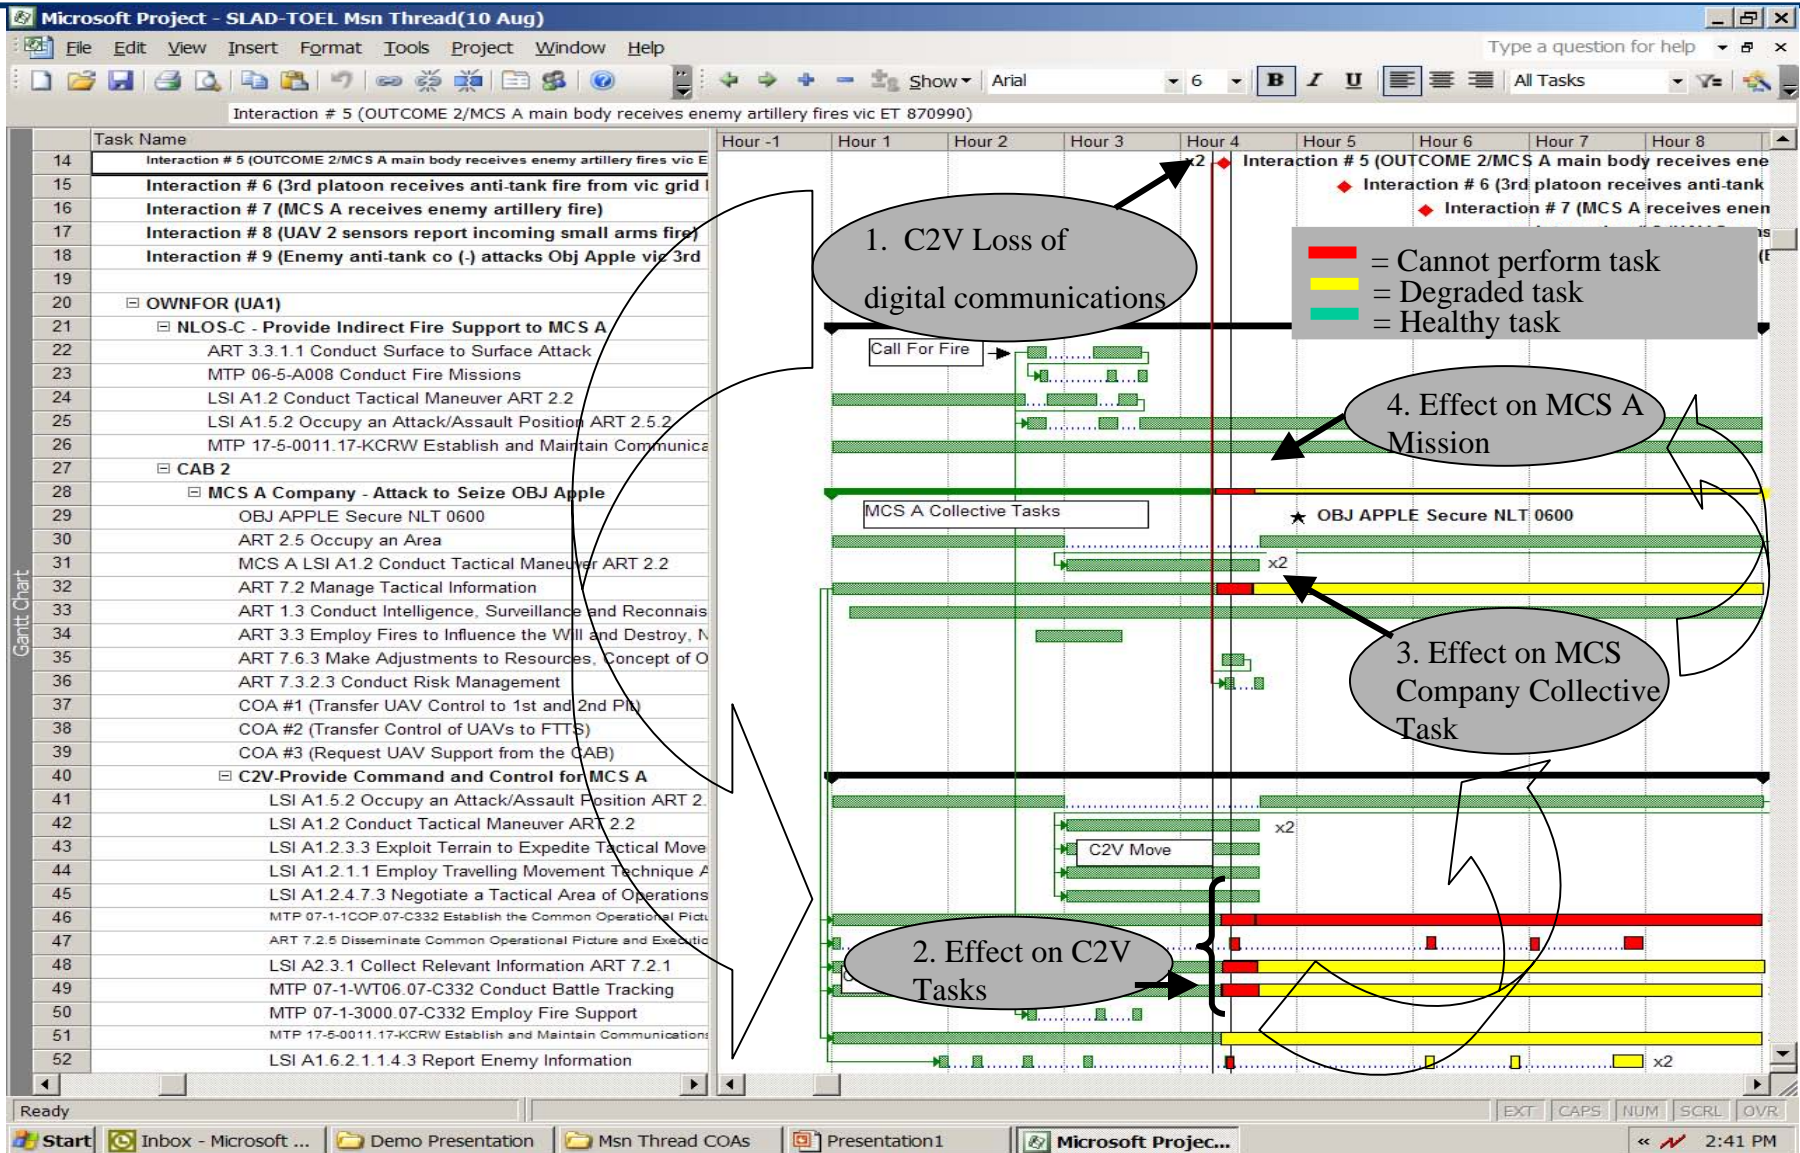 Microsoft Project - SLAD-TOEL Msn Thread(10 Aug)
File Edit View Insert Format Tools Project Window Help Type a question for help
Show Arial 6 B I U All Tasks
Interaction # 5 (OUTCOME 2/MCS A main body receives enemy artillery fires vic ET 870990)
Task Name Hour -1 Hour 1 Hour 2 Hour 3 Hour 4 Hour 5 Hour 6 Hour 7 Hour 8
14 Interaction # 5 (OUTCOME 2/MCS A main body receives enemy artillery fires vic E
15 Interaction # 6 (3rd platoon receives anti-tank fire from vic grid
16 Interaction # 7 (MCS A receives enemy artillery fire)
17 Interaction # 8 (UAV 2 sensors report incoming small arms fire)
18 Interaction # 9 (Enemy anti-tank co (-) attacks Obj Apple vic 3rd
19
20 OWNFOR (UA1)
21 NLOS-C - Provide Indirect Fire Support to MCS A
22 ART 3.3.1.1 Conduct Surface to Surface Attack
23 MTP 06-5-A008 Conduct Fire Missions
24 LSI A1.2 Conduct Tactical Maneuver ART 2.2
25 LSI A1.5.2 Occupy an Attack/Assault Position ART 2.5.2
26 MTP 17-5-0011.17-KCRW Establish and Maintain Communica
27 CAB 2
28 MCS A Company - Attack to Seize OBJ Apple
29 OBJ APPLE Secure NLT 0600
30 ART 2.5 Occupy an Area
31 MCS A LSI A1.2 Conduct Tactical Maneuver ART 2.2
32 ART 7.2 Manage Tactical Information
33 ART 1.3 Conduct Intelligence, Surveillance and Reconnais
34 ART 3.3 Employ Fires to Influence the Will and Destroy, N
35 ART 7.6.3 Make Adjustments to Resources, Concept of O
36 ART 7.3.2.3 Conduct Risk Management
37 COA #1 (Transfer UAV Control to 1st and 2nd Plt)
38 COA #2 (Transfer Control of UAVs to FTTS)
39 COA #3 (Request UAV Support from the CAB)
40 C2V-Provide Command and Control for MCS A
41 LSI A1.5.2 Occupy an Attack/Assault Position ART 2.
42 LSI A1.2 Conduct Tactical Maneuver ART 2.2
43 LSI A1.2.3.3 Exploit Terrain to Expedite Tactical Move
44 LSI A1.2.1.1 Employ Travelling Movement Technique A
45 LSI A1.2.4.7.3 Negotiate a Tactical Area of Operations
46 MTP 07-1-1COP.07-C332 Establish the Common Operational Pictu
47 ART 7.2.5 Disseminate Common Operational Picture and Executio
48 LSI A2.3.1 Collect Relevant Information ART 7.2.1
49 MTP 07-1-WT06.07-C332 Conduct Battle Tracking
50 MTP 07-1-3000.07-C332 Employ Fire Support
51 MTP 17-5-0011.17-KCRW Establish and Maintain Communications
52 LSI A1.6.2.1.1.4.3 Report Enemy Information
Gantt Chart
x2 Interaction # 5 (OUTCOME 2/MCS A main body receives ene
Interaction # 6 (3rd platoon receives anti-tank
Interaction # 7 (MCS A receives enen
1. C2V Loss of
digital communications
= Cannot perform task
= Degraded task
= Healthy task
Call For Fire
4. Effect on MCS A
Mission
MCS A Collective Tasks
OBJ APPLE Secure NLT 0600
x2
3. Effect on MCS
Company Collective
Task
x2
C2V Move
2. Effect on C2V
Tasks
x2
Ready EXT CAPS NUM SCRL OVR
Start Inbox - Microsoft ... Demo Presentation Msn Thread COAs Presentation1 Microsoft Projec... « 2:41 PM